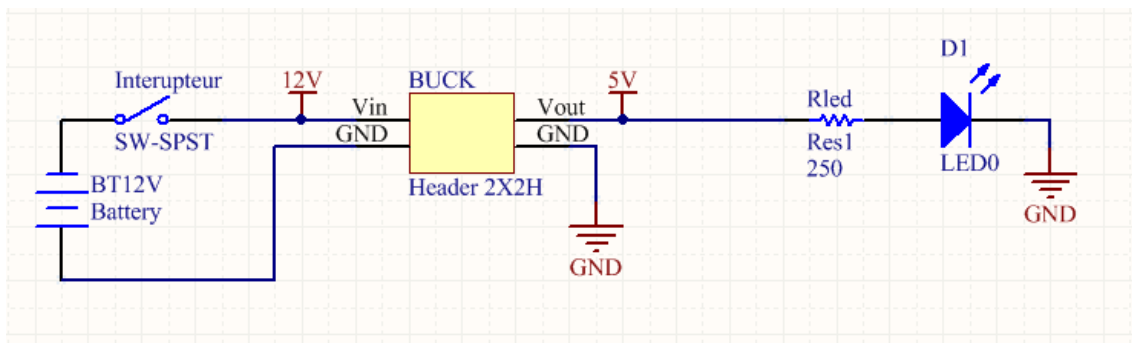 Interupteur
SW-SPST
BT12V
Battery
12V
BUCK
Vin
GND
Vout
GND
Header 2X2H
5V
GND
Rled
Res1
250
D1
LED0
GND